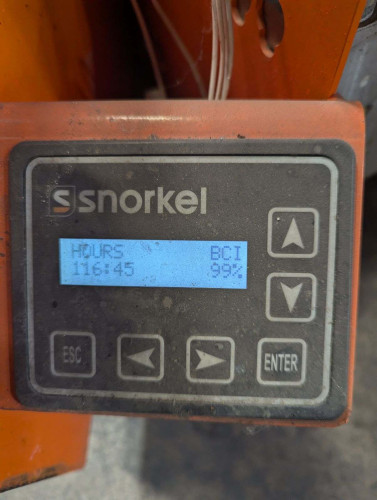 snorkel
HOURS BCI
116:45 99%
ESC ENTER